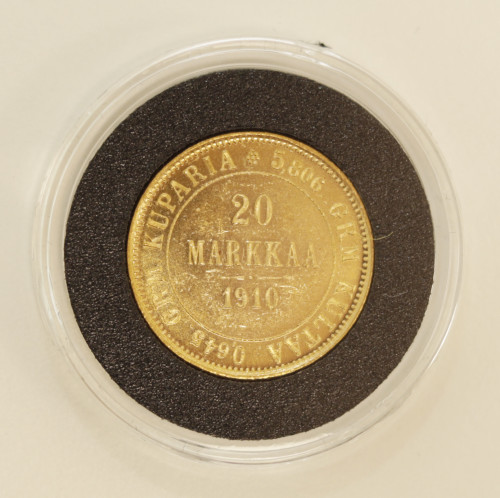 20
MARKKAA
1910
5,806 GRM KULTAA 0645 GRM KUPARIA